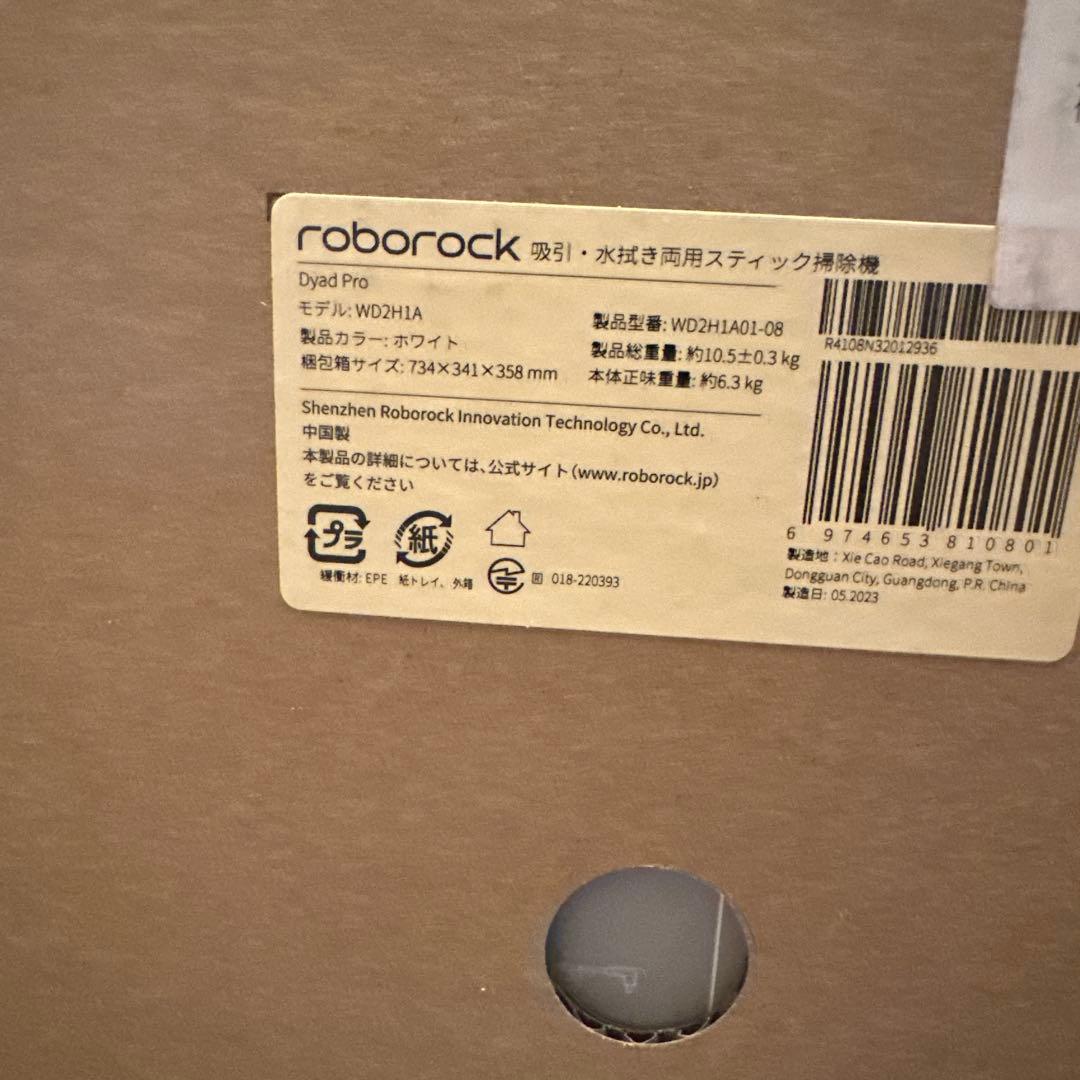 roborock 吸引・水拭き両用スティック掃除機
Dyad Pro
モデル: WD2H1A
製品カラー: ホワイト
梱包箱サイズ: 734×341×358 mm
製品型番: WD2H1A01-08
製品総重量: 約10.5±0.3 kg
本体正味重量: 約6.3 kg
Shenzhen Roborock Innovation Technology Co., Ltd.
中国製
本製品の詳細については、公式サイト(www.roborock.jp)
をご覧ください
プラ
紙
緩衝材: EPE 紙トレイ、外箱
018-220393
R4108N32012936
6 974653 810801
製造地：Xie Cao Road, Xiegang Town,
Dongguan City, Guangdong, P.R. China
製造日: 05.2023